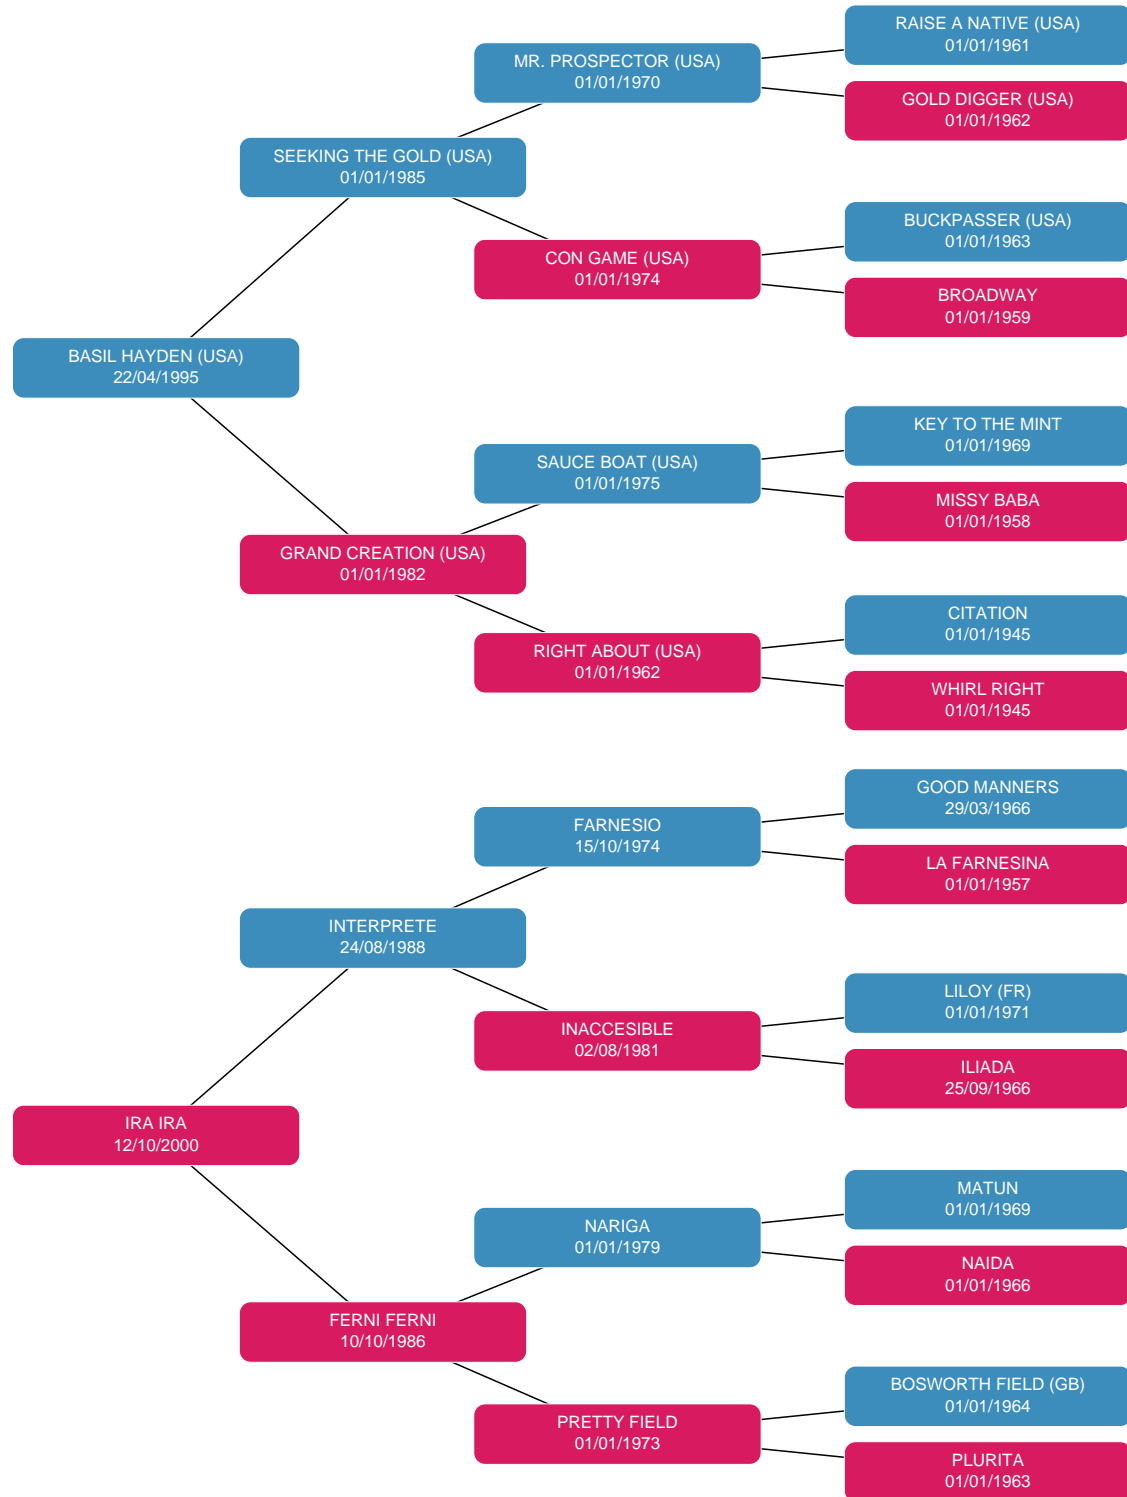 RAISE A NATIVE (USA)
01/01/1961
MR. PROSPECTOR (USA)
01/01/1970
GOLD DIGGER (USA)
01/01/1962
SEEKING THE GOLD (USA)
01/01/1985
BUCKPASSER (USA)
01/01/1963
CON GAME (USA)
01/01/1974
BROADWAY
01/01/1959
BASIL HAYDEN (USA)
22/04/1995
KEY TO THE MINT
01/01/1969
SAUCE BOAT (USA)
01/01/1975
MISSY BABA
01/01/1958
GRAND CREATION (USA)
01/01/1982
CITATION
01/01/1945
RIGHT ABOUT (USA)
01/01/1962
WHIRL RIGHT
01/01/1945
GOOD MANNERS
29/03/1966
FARNESIO
15/10/1974
LA FARNESINA
01/01/1957
INTERPRETE
24/08/1988
LILOY (FR)
01/01/1971
INACCESIBLE
02/08/1981
ILIADA
25/09/1966
IRA IRA
12/10/2000
MATUN
01/01/1969
NARIGA
01/01/1979
NAIDA
01/01/1966
FERNI FERNI
10/10/1986
BOSWORTH FIELD (GB)
01/01/1964
PRETTY FIELD
01/01/1973
PLURITA
01/01/1963